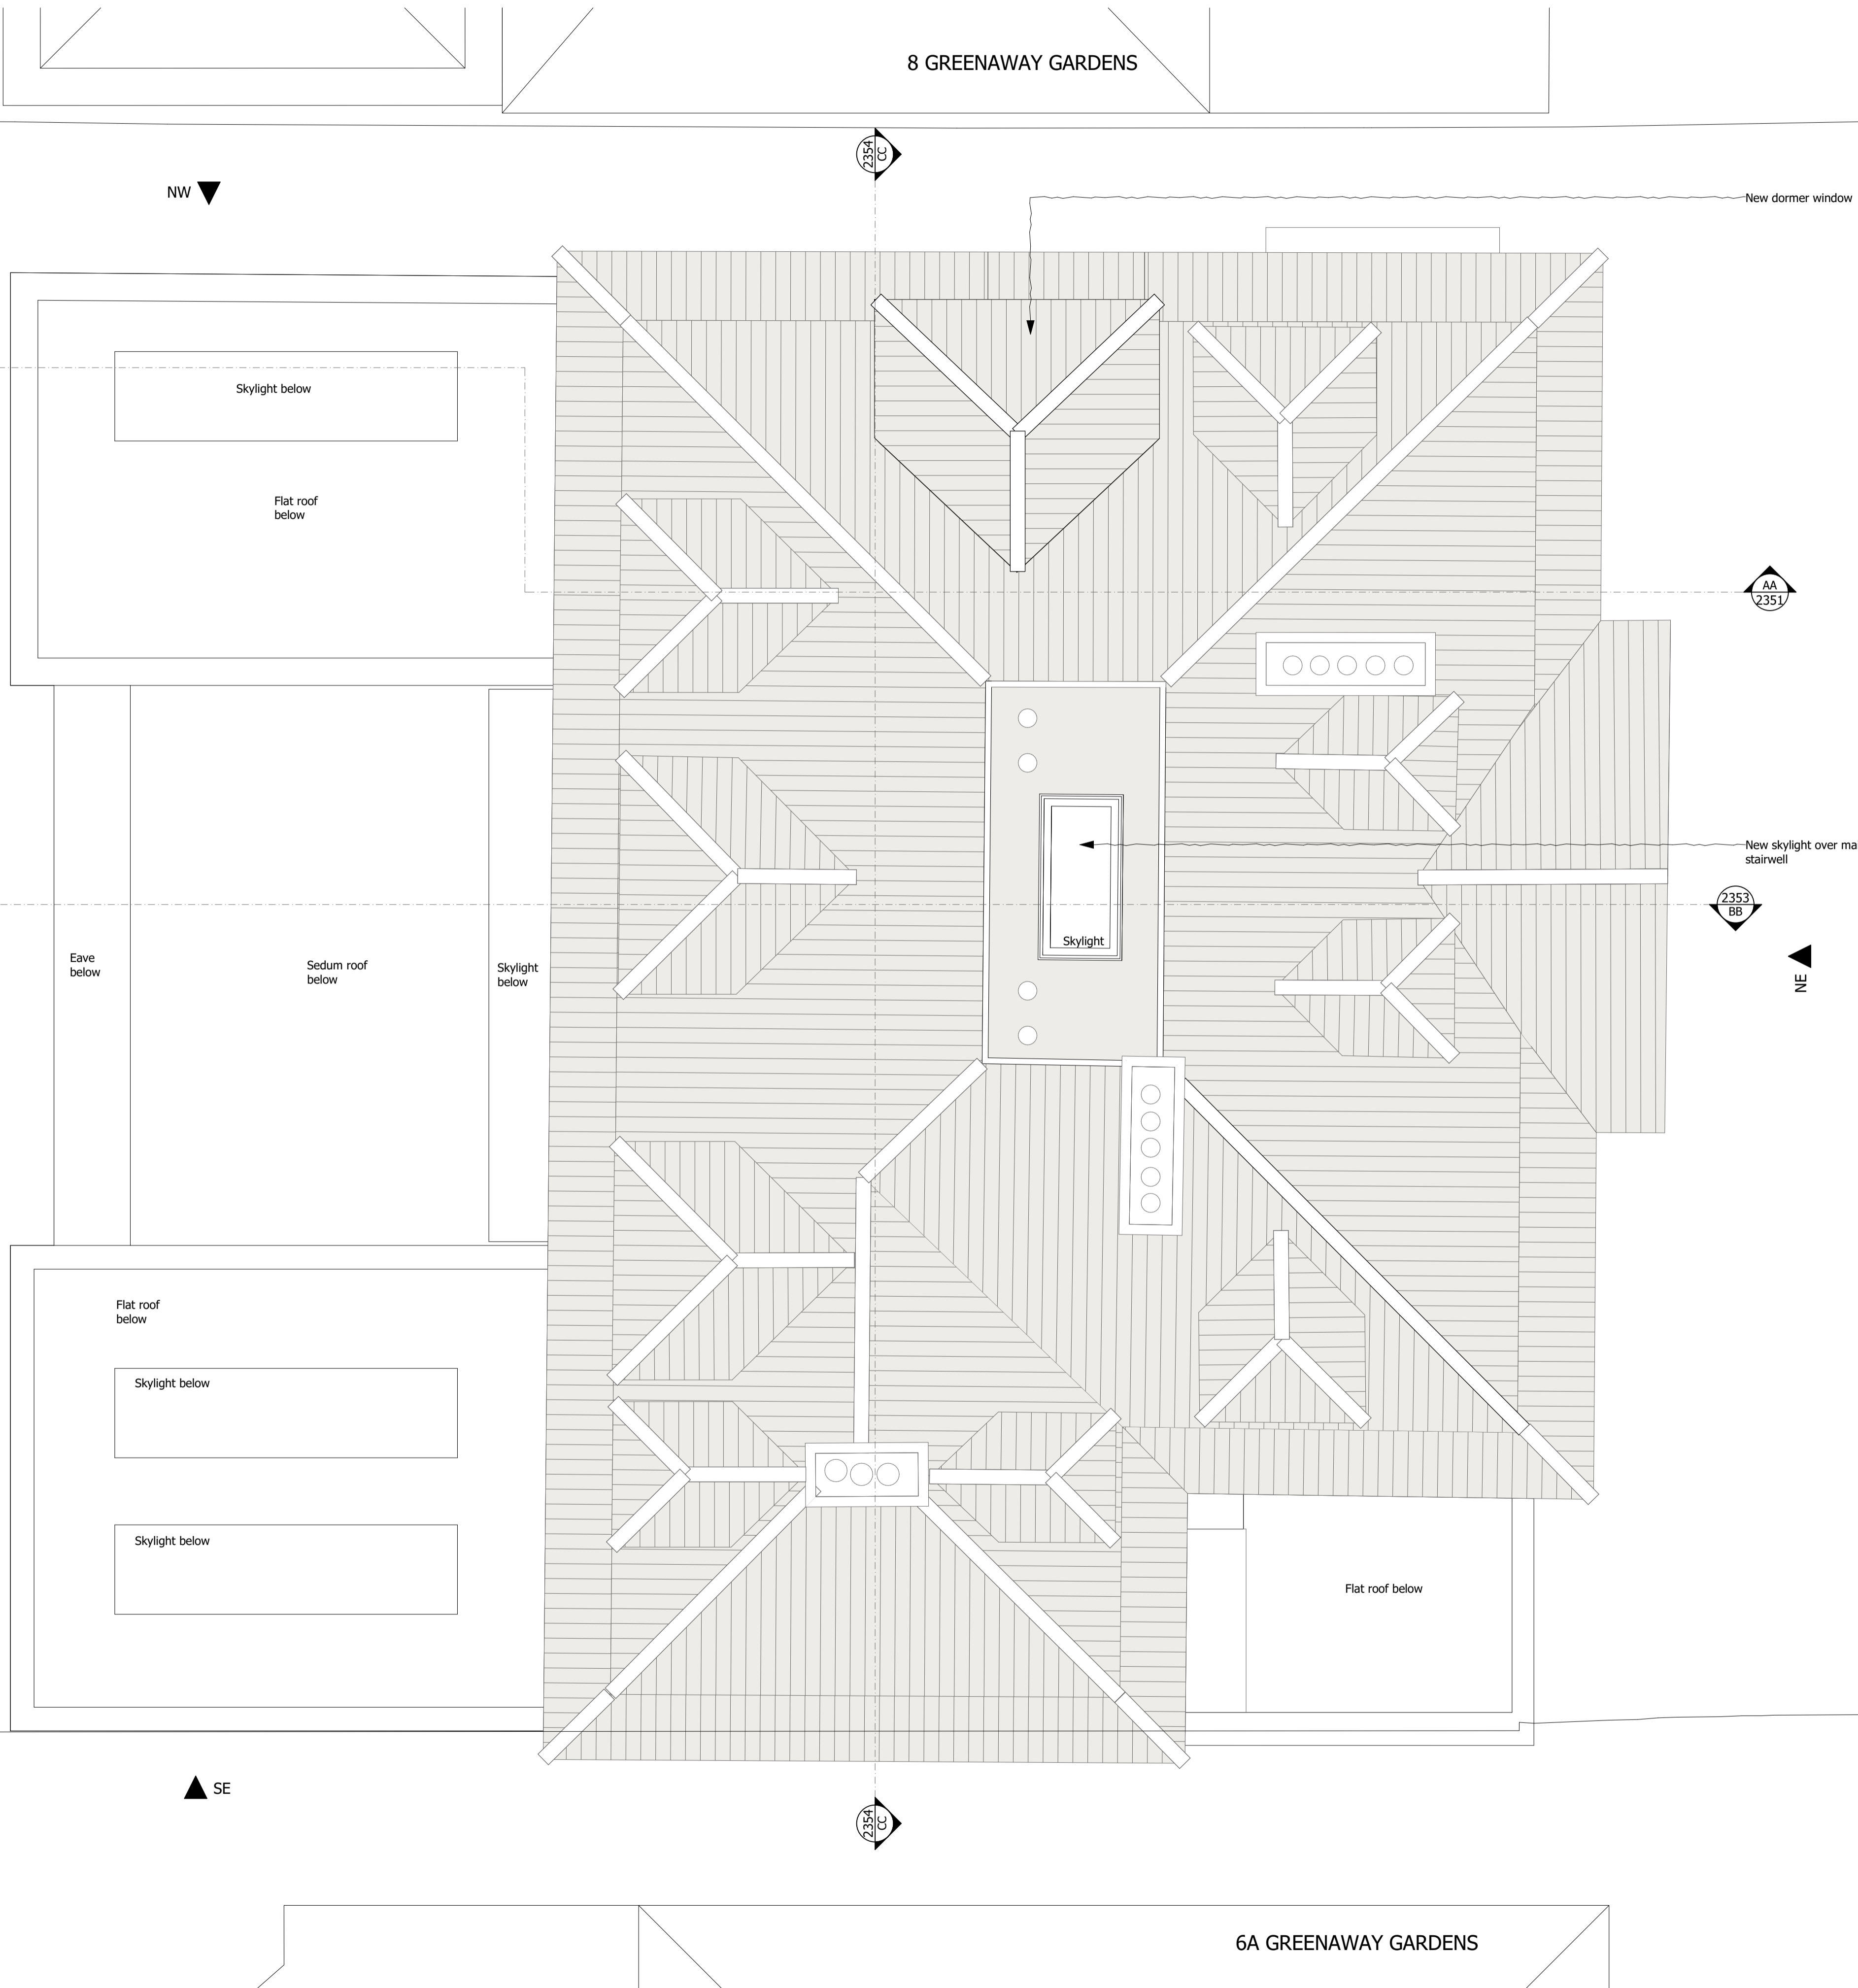 8 GREENAWAY GARDENS
2354
CC
NW
New dormer window
Skylight below
Flat roof
below
AA
2351
New skylight over ma
stairwell
2353
BB
Skylight
Eave
below
Sedum roof
below
Skylight
below
NE
Flat roof
below
Skylight below
Skylight below
Flat roof below
SE
2354
CC
6A GREENAWAY GARDENS